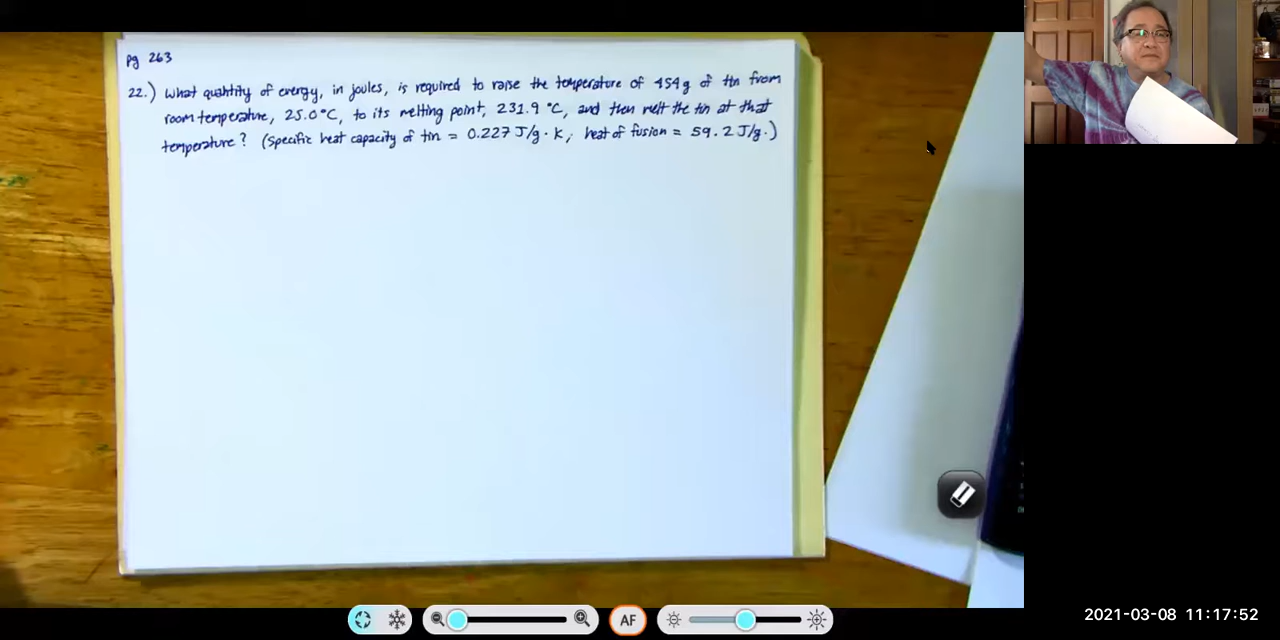 pg 263
22.) What quantity of energy, in joules, is required to raise the temperature of 454g of tin from
room temperature, 25.0 °C, to its melting point, 231.9 °C, and then melt the tin at that
temperature? (Specific heat capacity of tin = 0.227 J/g·K, heat of fusion = 59.2 J/g.)
AF
2021-03-08 11:17:52